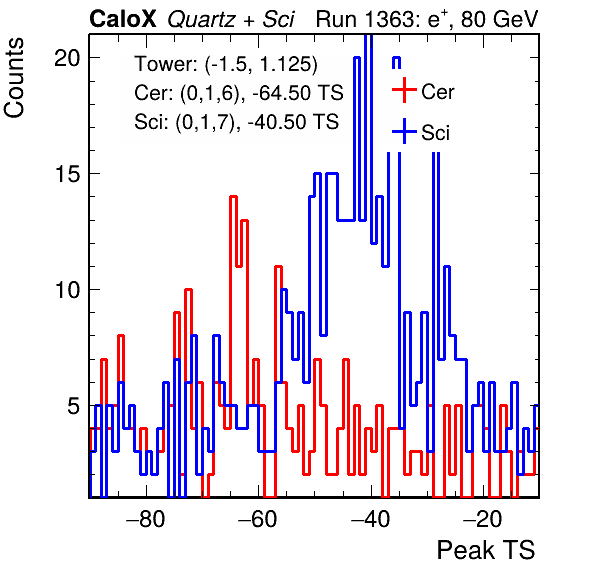 CaloX Quartz + Sci Run 1363: e+, 80 GeV
Counts
Tower: (-1.5, 1.125)
Cer: (0,1,6), -64.50 TS
Sci: (0,1,7), -40.50 TS
Cer
Sci
20
15
10
5
−80 −60 −40 −20
Peak TS